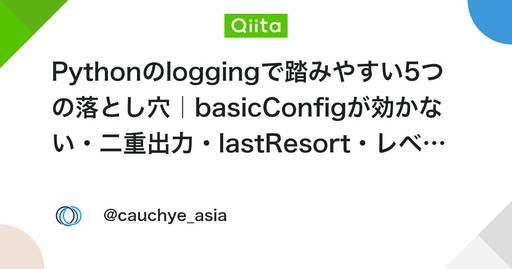 Qiita
Pythonのloggingで踏みやすい5つ
の落とし穴｜basicConfigが効かな
い・二重出力・lastResort・レベ…
@cauchye_asia